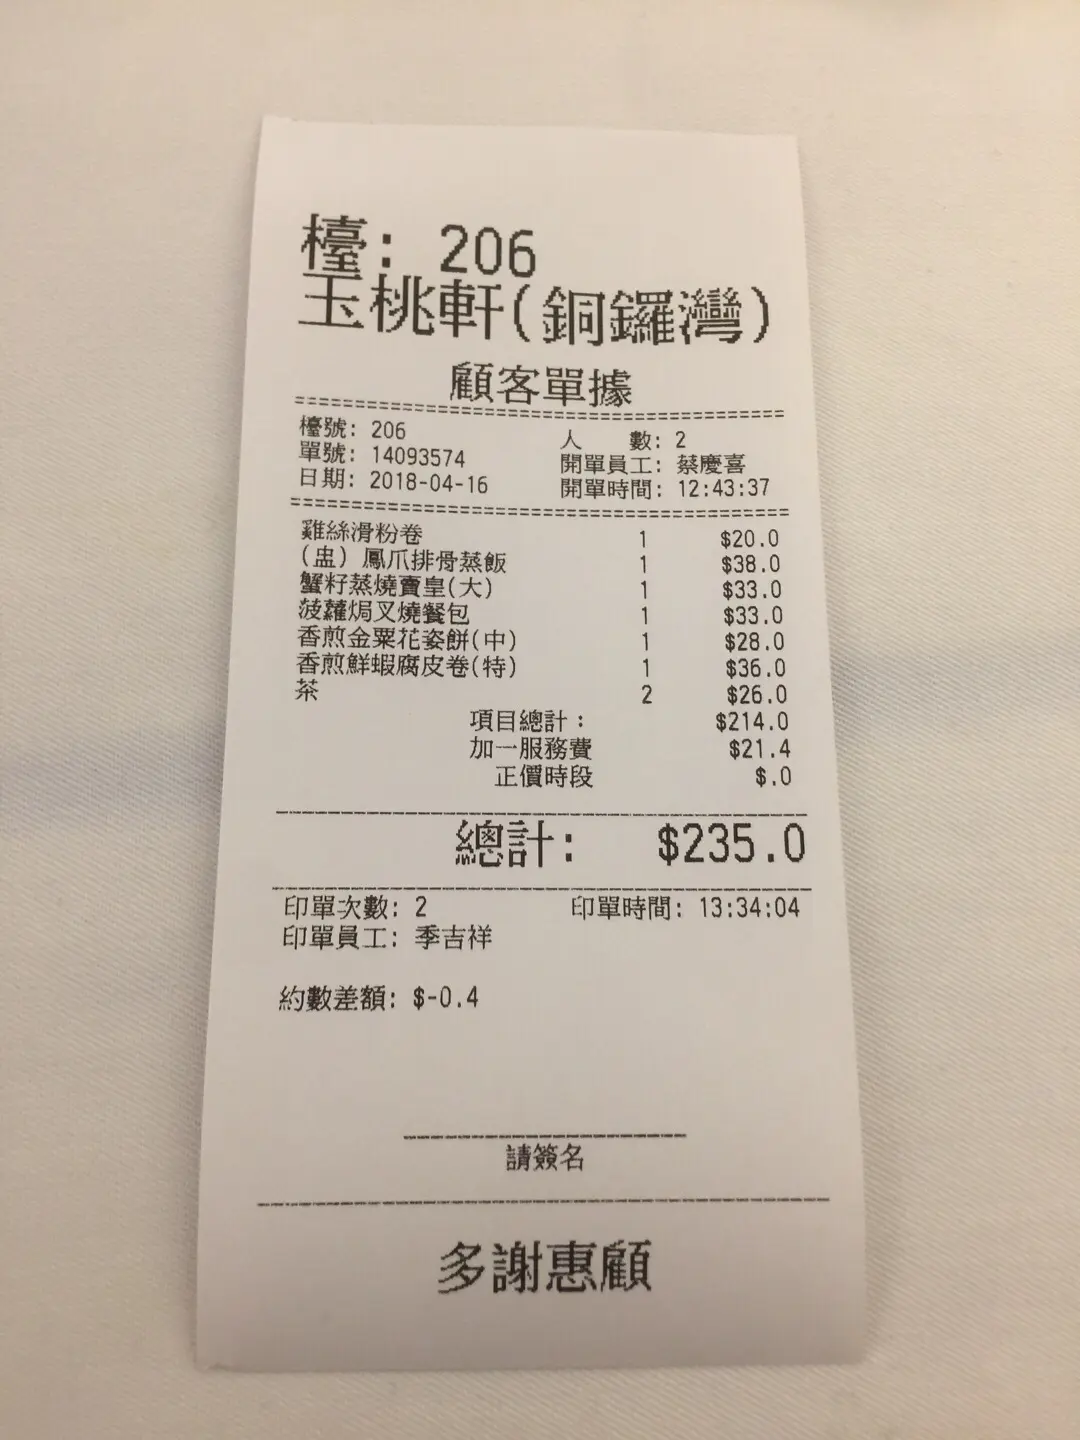 檯: 206
玉桃軒(銅鑼灣)
顧客單據
檯號: 206 人 數: 2
單號: 14093574 開單員工: 蔡慶喜
日期: 2018-04-16 開單時間: 12:43:37
雞絲滑粉卷 1 $20.0
(盅) 鳳爪排骨蒸飯 1 $38.0
蟹籽蒸燒賣皇(大) 1 $33.0
菠蘿焗叉燒餐包 1 $33.0
香煎金粟花姿餅(中) 1 $28.0
香煎鮮蝦腐皮卷(特) 1 $36.0
茶 2 $26.0
項目總計: $214.0
加一服務費 $21.4
正價時段 $.0
總計: $235.0
印單次數: 2 印單時間: 13:34:04
印單員工: 季吉祥
約數差額: $-0.4
請簽名
多謝惠顧